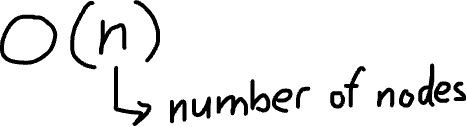 O(n)
↳ number of nodes